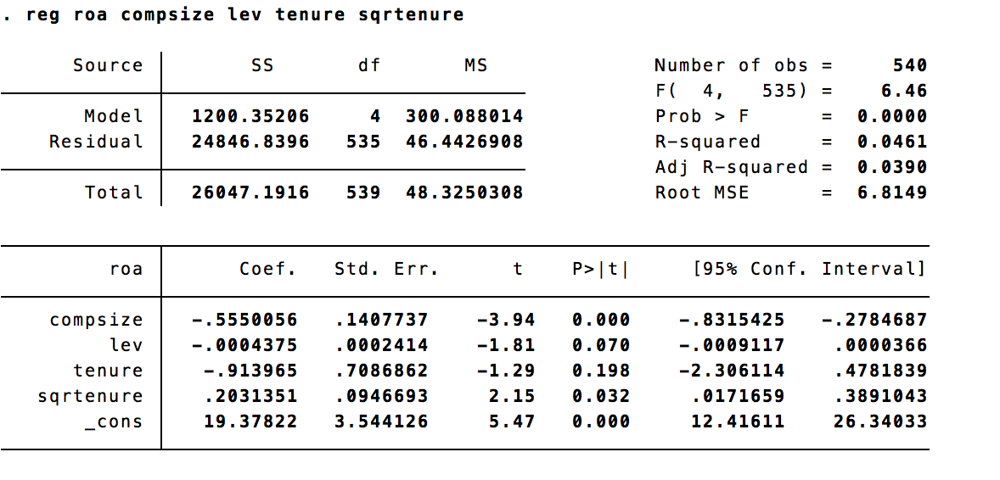 . reg roa compsize lev tenure sqrtenure
Source SS df MS Number of obs = 540
F( 4, 535) = 6.46
Model 1200.35206 4 300.088014 Prob > F = 0.0000
Residual 24846.8396 535 46.4426908 R-squared = 0.0461
Adj R-squared = 0.0390
Total 26047.1916 539 48.3250308 Root MSE = 6.8149
roa Coef. Std. Err. t P>|t| [95% Conf. Interval]
compsize -.5550056 .1407737 -3.94 0.000 -.8315425 -.2784687
lev -.0004375 .0002414 -1.81 0.070 -.0009117 .0000366
tenure -.913965 .7086862 -1.29 0.198 -2.306114 .4781839
sqrtenure .2031351 .0946693 2.15 0.032 .0171659 .3891043
_cons 19.37822 3.544126 5.47 0.000 12.41611 26.34033